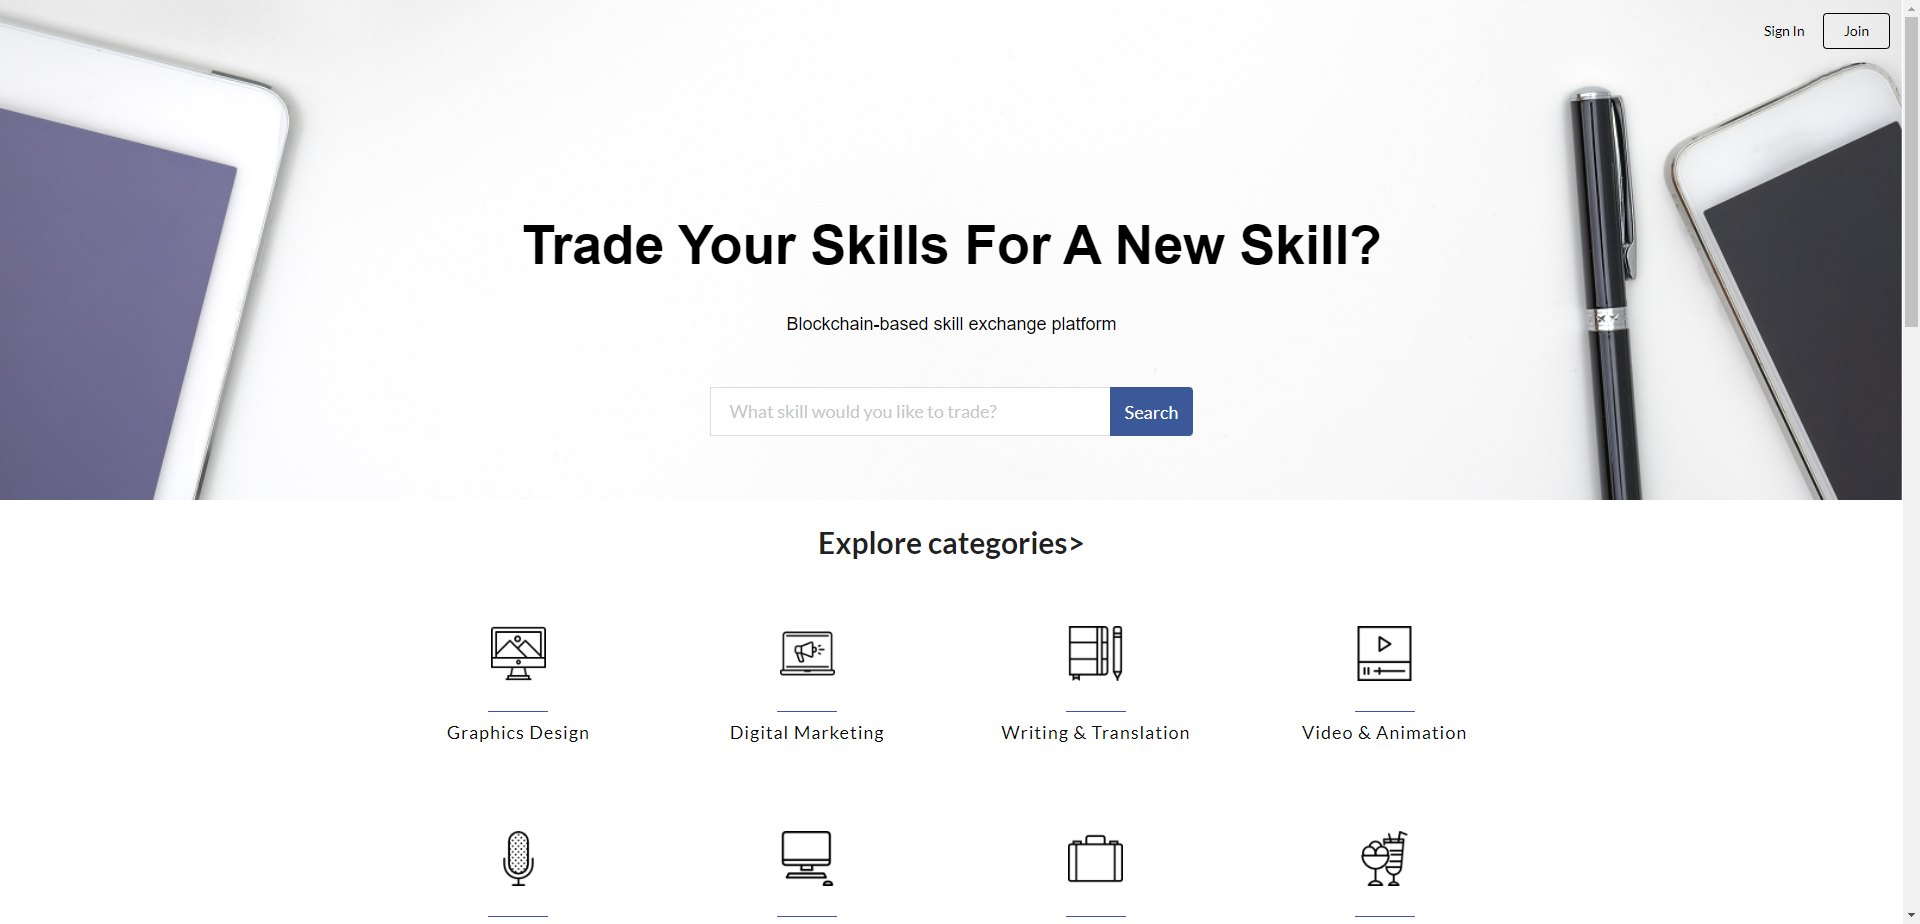 Sign In
Join
Trade Your Skills For A New Skill?
Blockchain-based skill exchange platform
What skill would you like to trade?
Search
Explore categories>
Graphics Design
Digital Marketing
Writing & Translation
Video & Animation